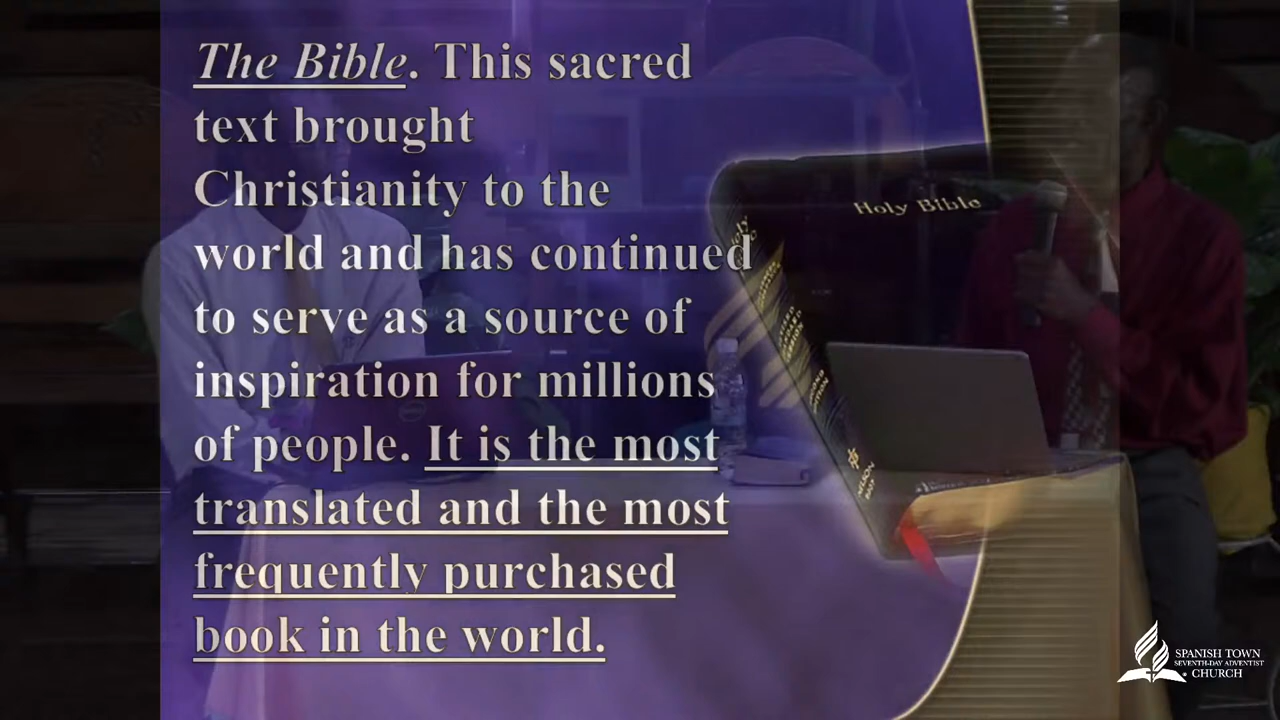 The Bible. This sacred
text brought
Christianity to the
world and has continued
to serve as a source of
inspiration for millions
of people. It is the most
translated and the most
frequently purchased
book in the world.
Holy Bible
SPANISH TOWN
SEVENTH-DAY ADVENTIST
CHURCH